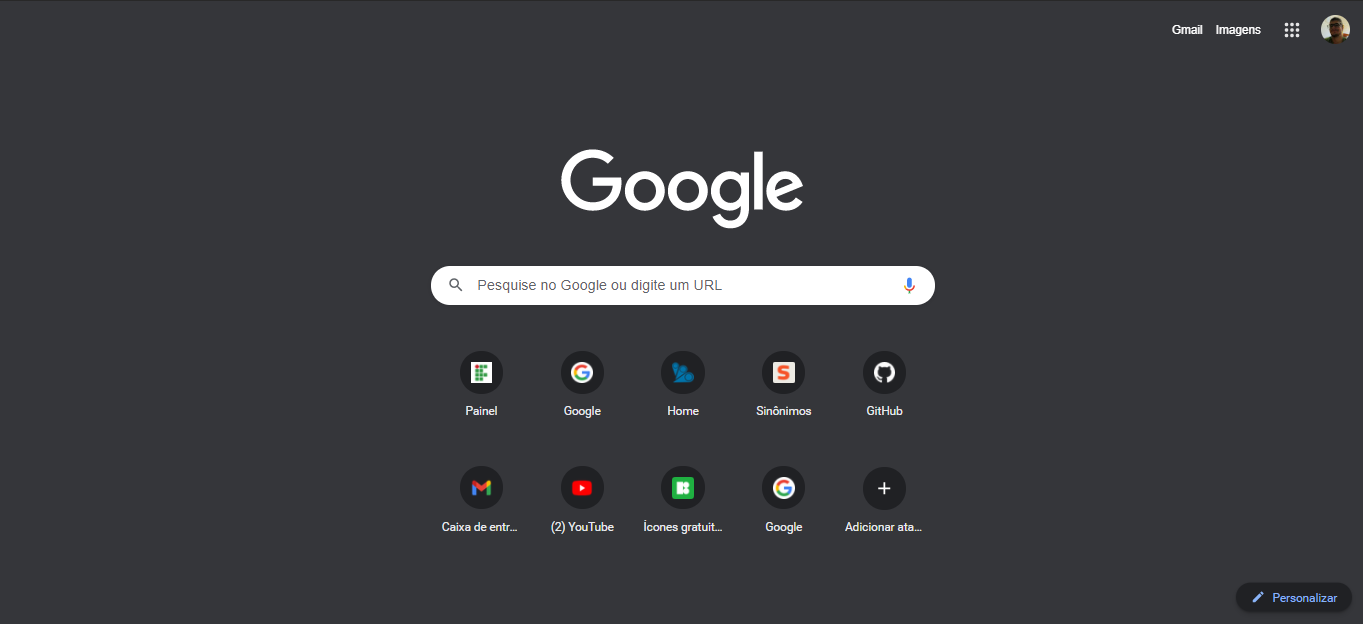 Gmail Imagens
Google
Pesquise no Google ou digite um URL
Painel Google Home Sinônimos GitHub
Caixa de entr... (2) YouTube Ícones gratuit... Google Adicionar ata...
Personalizar